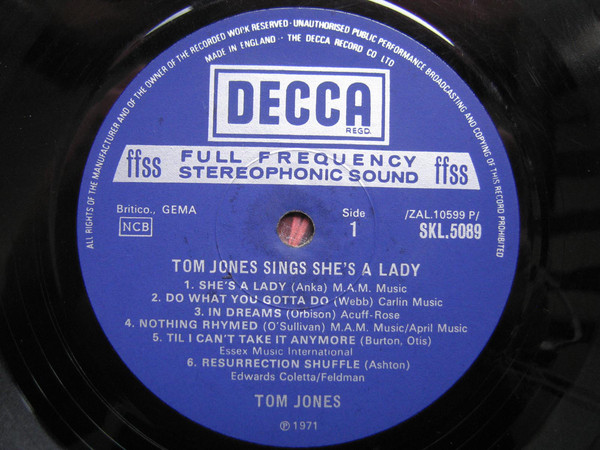 ALL RIGHTS OF THE MANUFACTURER AND OF THE OWNER OF THE RECORDED WORK RESERVED · UNAUTHORISED PUBLIC PERFORMANCE BROADCASTING AND COPYING OF THIS RECORD PROHIBITED
MADE IN ENGLAND · · THE DECCA RECORD CO LTD
DECCA
REGD.
ffss FULL FREQUENCY STEREOPHONIC SOUND ffss
Britico., GEMA
NCB
Side
1
/ZAL.10599 P/
SKL.5089
TOM JONES SINGS SHE'S A LADY
1. SHE'S A LADY (Anka) M.A.M. Music
2. DO WHAT YOU GOTTA DO (Webb) Carlin Music
3. IN DREAMS (Orbison) Acuff-Rose
4. NOTHING RHYMED (O'Sullivan) M.A.M. Music/April Music
5. TIL I CAN'T TAKE IT ANYMORE (Burton, Otis)
Essex Music International
6. RESURRECTION SHUFFLE (Ashton)
Edwards Coletta/Feldman
TOM JONES
℗ 1971